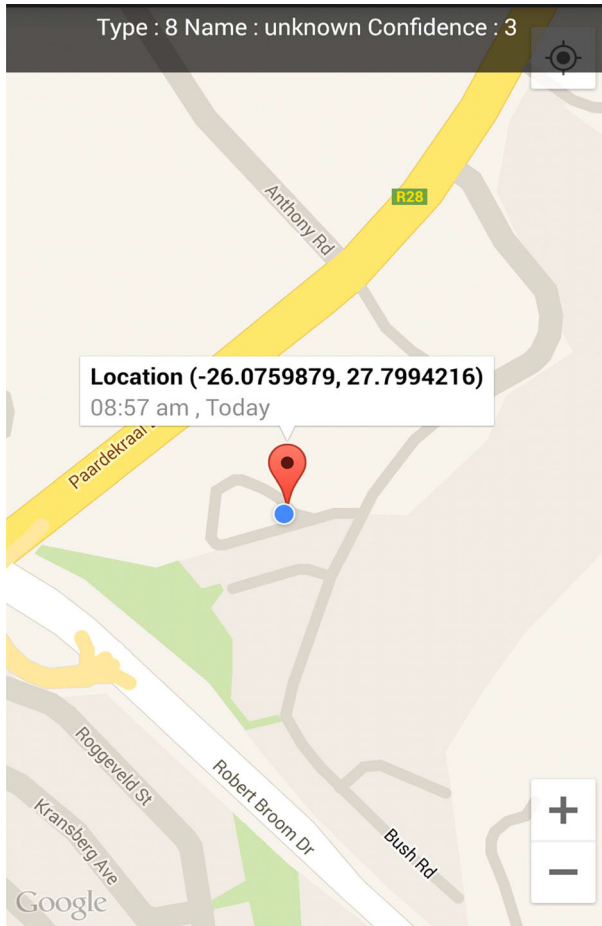 Type : 8 Name : unknown Confidence : 3
Anthony Rd
R28
Location (-26.0759879, 27.7994216)
08:57 am , Today
Paardekraal
Roggeveld St
Robert Broom Dr
Kransberg Ave
Bush Rd
Google